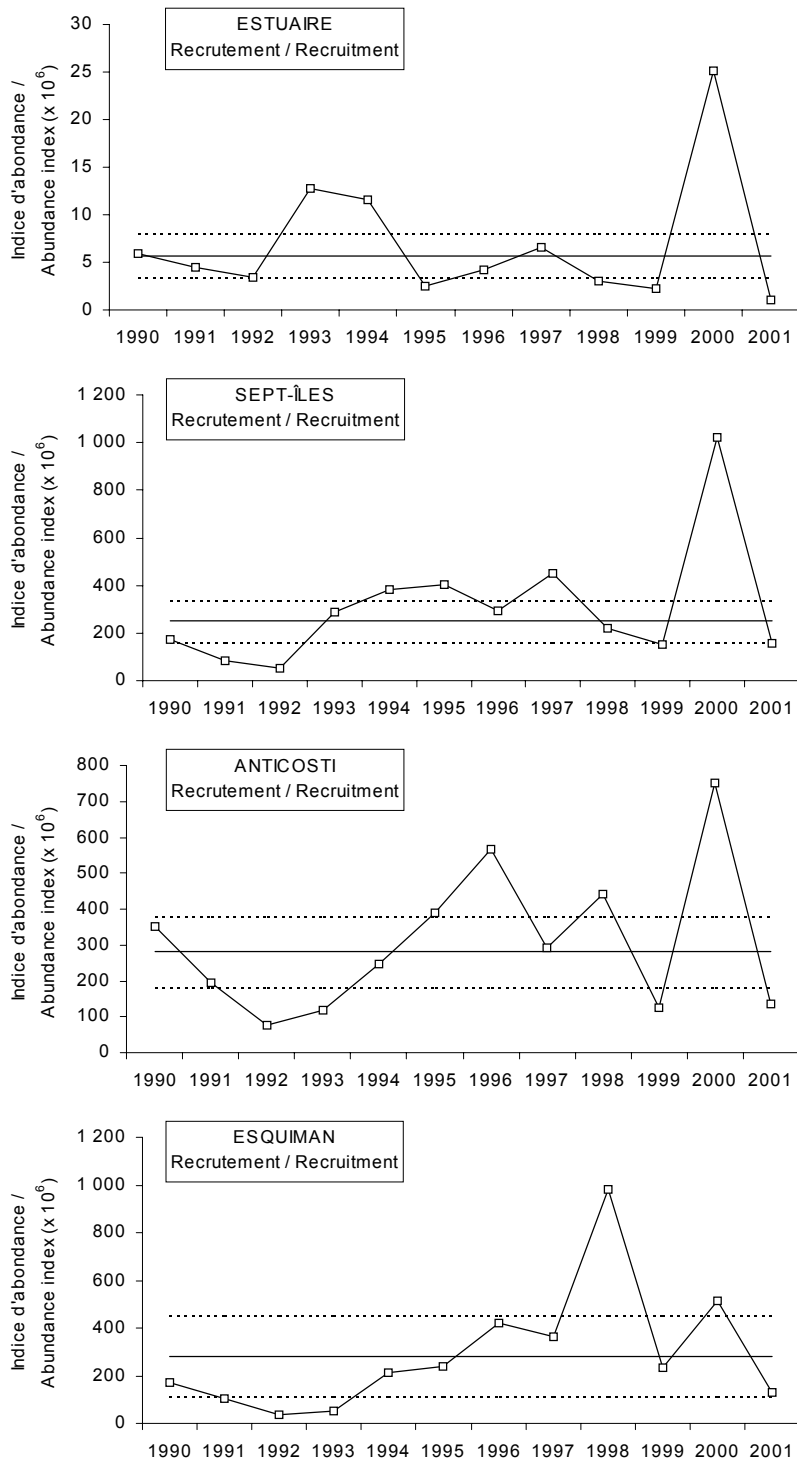 ESTUAIRE
Recrutement / Recruitment
Indice d'abondance /
Abundance index (x 10⁶)
30
25
20
15
10
5
0
1990 1991 1992 1993 1994 1995 1996 1997 1998 1999 2000 2001
SEPT-ÎLES
Recrutement / Recruitment
Indice d'abondance /
Abundance index (x 10⁶)
1 200
1 000
800
600
400
200
0
1990 1991 1992 1993 1994 1995 1996 1997 1998 1999 2000 2001
ANTICOSTI
Recrutement / Recruitment
Indice d'abondance /
Abundance index (x 10⁶)
800
700
600
500
400
300
200
100
0
1990 1991 1992 1993 1994 1995 1996 1997 1998 1999 2000 2001
ESQUIMAN
Recrutement / Recruitment
Indice d'abondance /
Abundance index (x 10⁶)
1 200
1 000
800
600
400
200
0
1990 1991 1992 1993 1994 1995 1996 1997 1998 1999 2000 2001